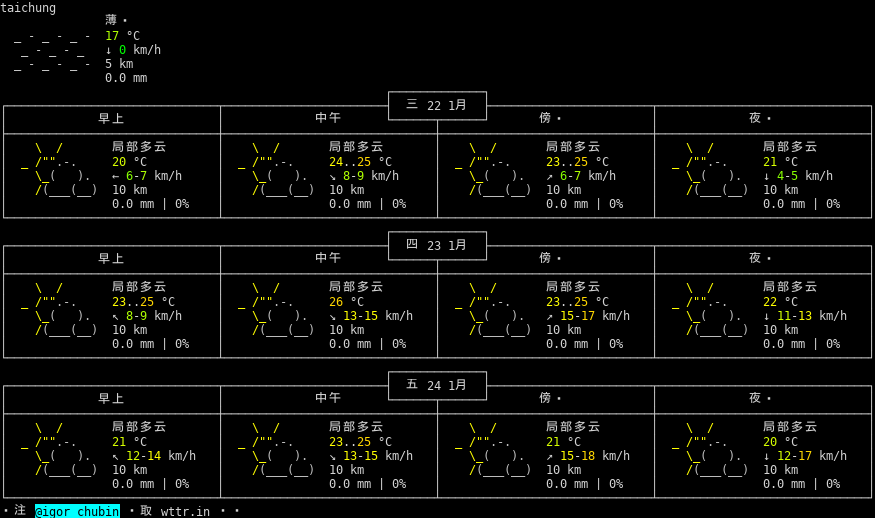 taichung
薄 ·
17 °C
↓ 0 km/h
5 km
0.0 mm
三 22 1月
早上 中午 傍 · 夜 ·
局部多云 局部多云 局部多云 局部多云
20 °C 24..25 °C 23..25 °C 21 °C
← 6-7 km/h ↘ 8-9 km/h ↗ 6-7 km/h ↓ 4-5 km/h
10 km 10 km 10 km 10 km
0.0 mm | 0% 0.0 mm | 0% 0.0 mm | 0% 0.0 mm | 0%
四 23 1月
早上 中午 傍 · 夜 ·
局部多云 局部多云 局部多云 局部多云
23..25 °C 26 °C 23..25 °C 22 °C
↖ 8-9 km/h ↘ 13-15 km/h ↗ 15-17 km/h ↓ 11-13 km/h
10 km 10 km 10 km 10 km
0.0 mm | 0% 0.0 mm | 0% 0.0 mm | 0% 0.0 mm | 0%
五 24 1月
早上 中午 傍 · 夜 ·
局部多云 局部多云 局部多云 局部多云
21 °C 23..25 °C 21 °C 20 °C
↖ 12-14 km/h ↘ 13-15 km/h ↗ 15-18 km/h ↓ 12-17 km/h
10 km 10 km 10 km 10 km
0.0 mm | 0% 0.0 mm | 0% 0.0 mm | 0% 0.0 mm | 0%
· 注 @igor_chubin · 取 wttr.in · ·